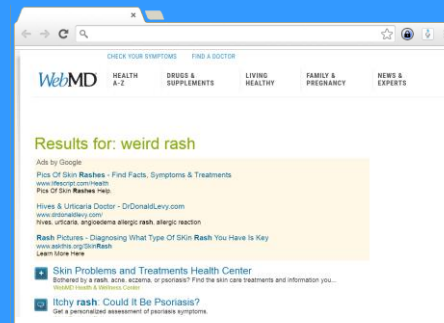 CHECK YOUR SYMPTOMS FIND A DOCTOR
WebMD
HEALTH A-Z
DRUGS & SUPPLEMENTS
LIVING HEALTHY
FAMILY & PREGNANCY
NEWS & EXPERTS
Results for: weird rash
Ads by Google
Pics Of Skin Rashes - Find Facts, Symptoms & Treatments
www.lifescript.com/Health
Pics Of Skin Rashes Help.
Hives & Urticaria Doctor - DrDonaldLevy.com
www.drdonaldlevy.com/
hives, urticaria, angioedema allergic rash, allergic reaction
Rash Pictures - Diagnosing What Type Of SKin Rash You Have Is Key
www.askthis.org/SkinRash
Learn More Here
Skin Problems and Treatments Health Center
Bothered by a rash, acne, eczema, or psoriasis? Find the skin care treatments and information you...
WebMD Health & Wellness Center
Itchy rash: Could It Be Psoriasis?
Get a personalized assessment of psoriasis symptoms.